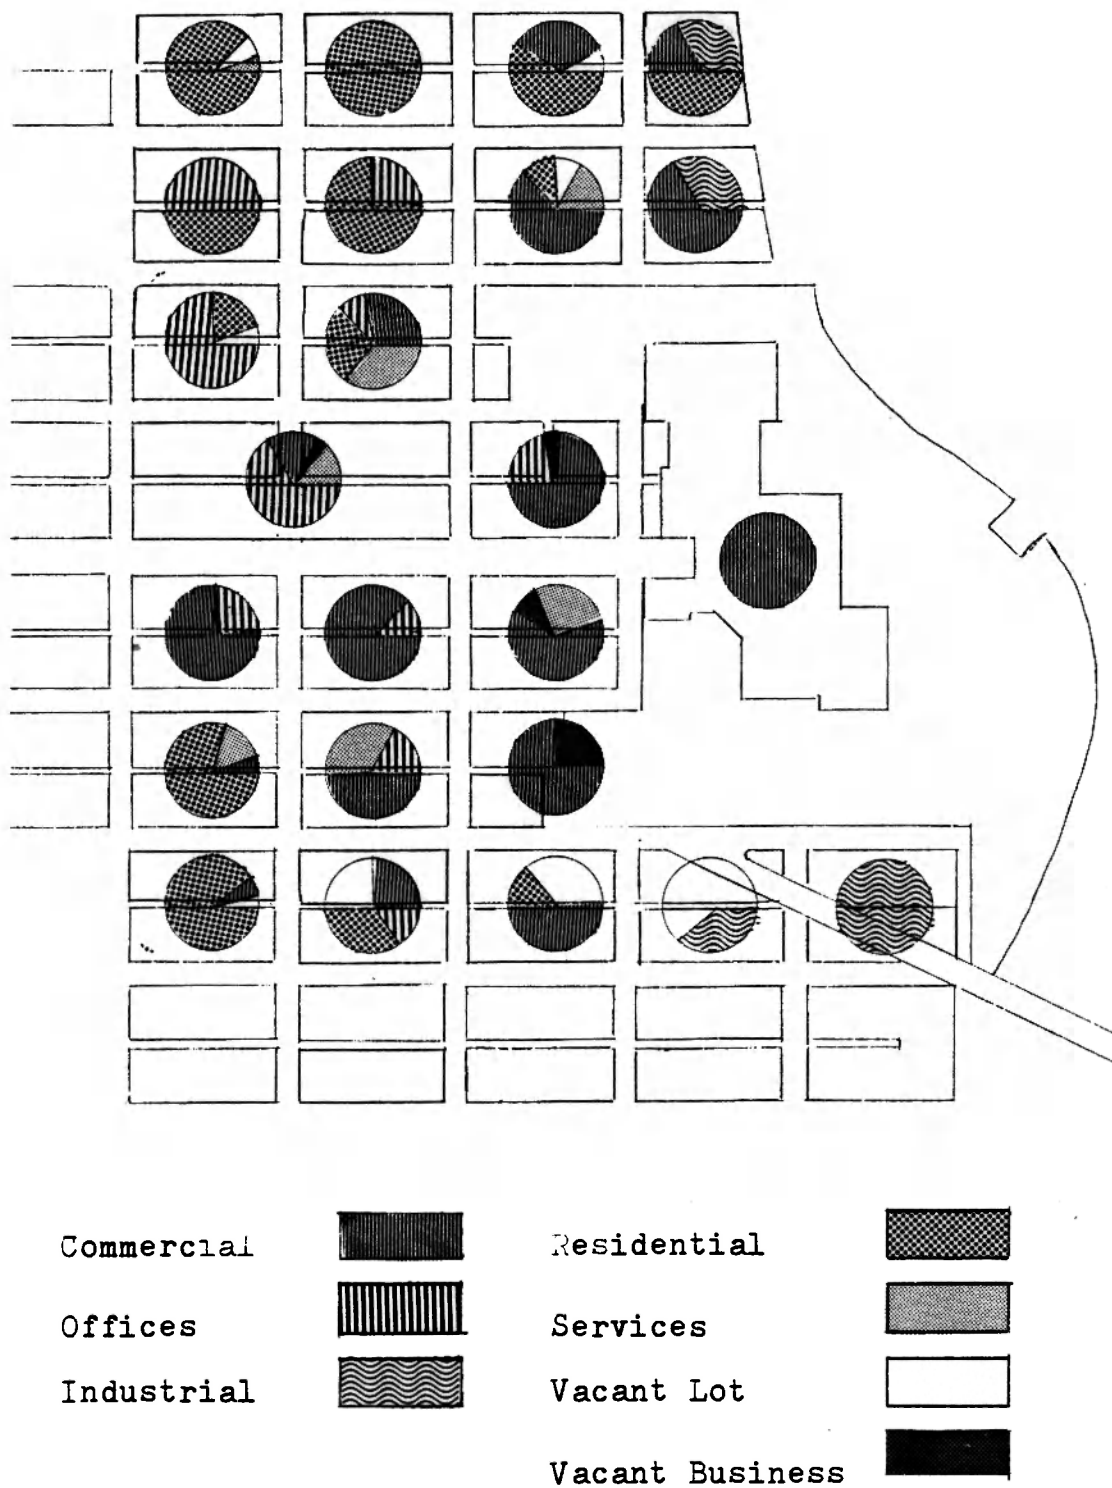 Commercial
Residential
Offices
Services
Industrial
Vacant Lot
Vacant Business